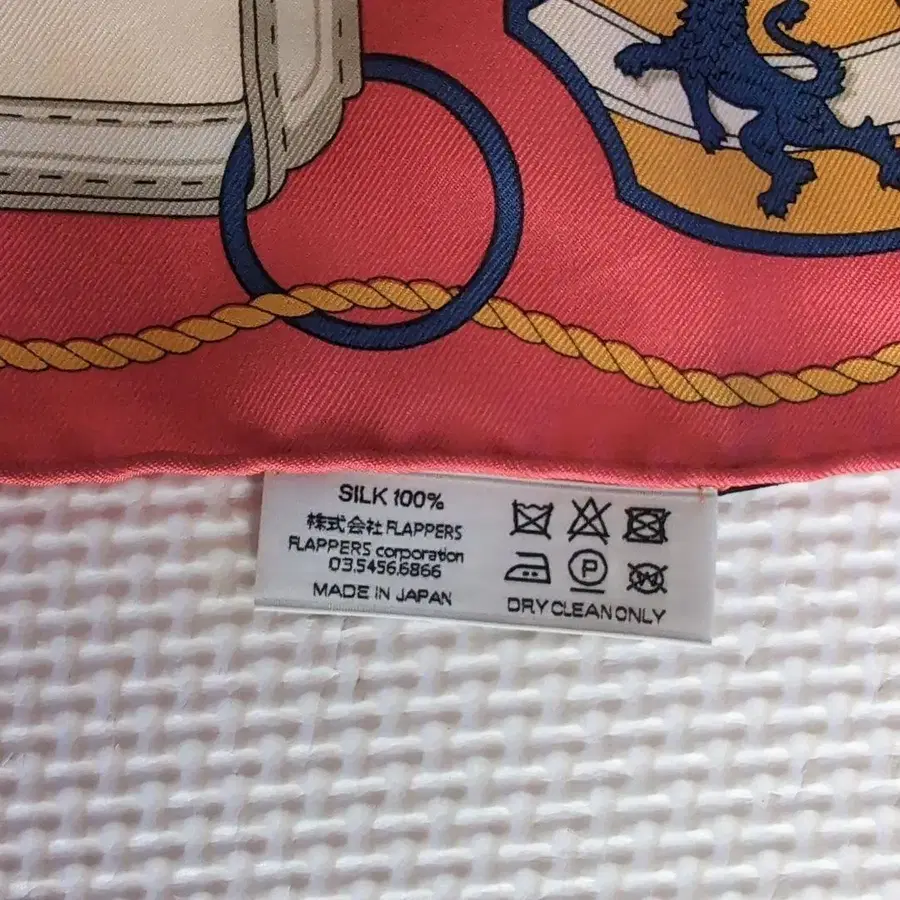 SILK 100%
株式会社 FLAPPERS
FLAPPERS corporation
03.5456.6866
MADE IN JAPAN
P
W
DRY CLEAN ONLY